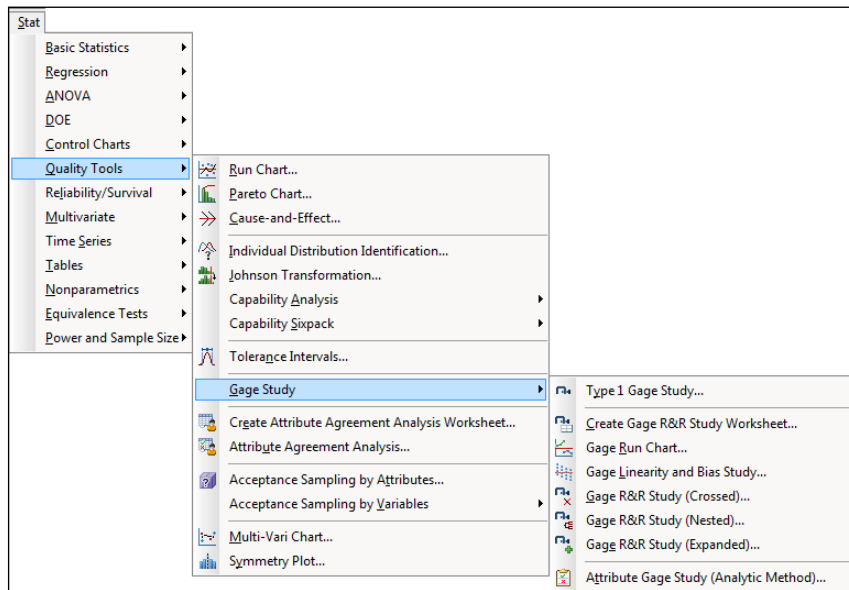 Stat
Basic Statistics
Regression
ANOVA
DOE
Control Charts
Quality Tools
Reliability/Survival
Multivariate
Time Series
Tables
Nonparametrics
Equivalence Tests
Power and Sample Size
Run Chart...
Pareto Chart...
Cause-and-Effect...
Individual Distribution Identification...
Johnson Transformation...
Capability Analysis
Capability Sixpack
Tolerance Intervals...
Gage Study
Create Attribute Agreement Analysis Worksheet...
Attribute Agreement Analysis...
Acceptance Sampling by Attributes...
Acceptance Sampling by Variables
Multi-Vari Chart...
Symmetry Plot...
Type 1 Gage Study...
Create Gage R&R Study Worksheet...
Gage Run Chart...
Gage Linearity and Bias Study...
Gage R&R Study (Crossed)...
Gage R&R Study (Nested)...
Gage R&R Study (Expanded)...
Attribute Gage Study (Analytic Method)...